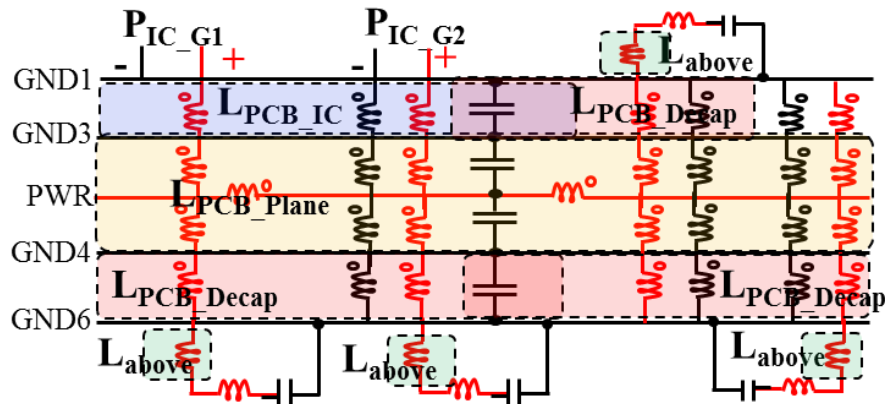 P_IC_G1
P_IC_G2
- + - +
L_above
GND1
L_PCB_IC
L_PCB_Decap
GND3
PWR
L_PCB_Plane
GND4
L_PCB_Decap
L_PCB_Decap
GND6
L_above
L_above
L_above